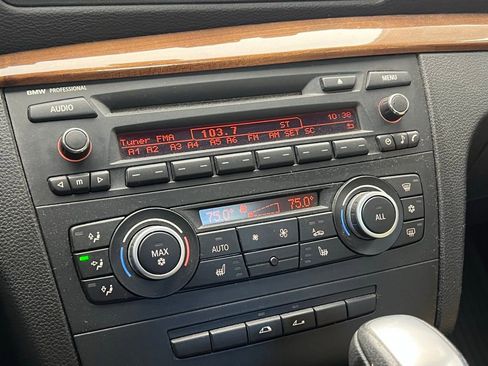 BMW PROFESSIONAL
AUDIO
MENU
Tuner FMA 103.7 ST 10:38
A1 A2 A3 A4 A5 A6 FM AM SET SC
m
75.0° 75.0°
MAX
AUTO
ALL